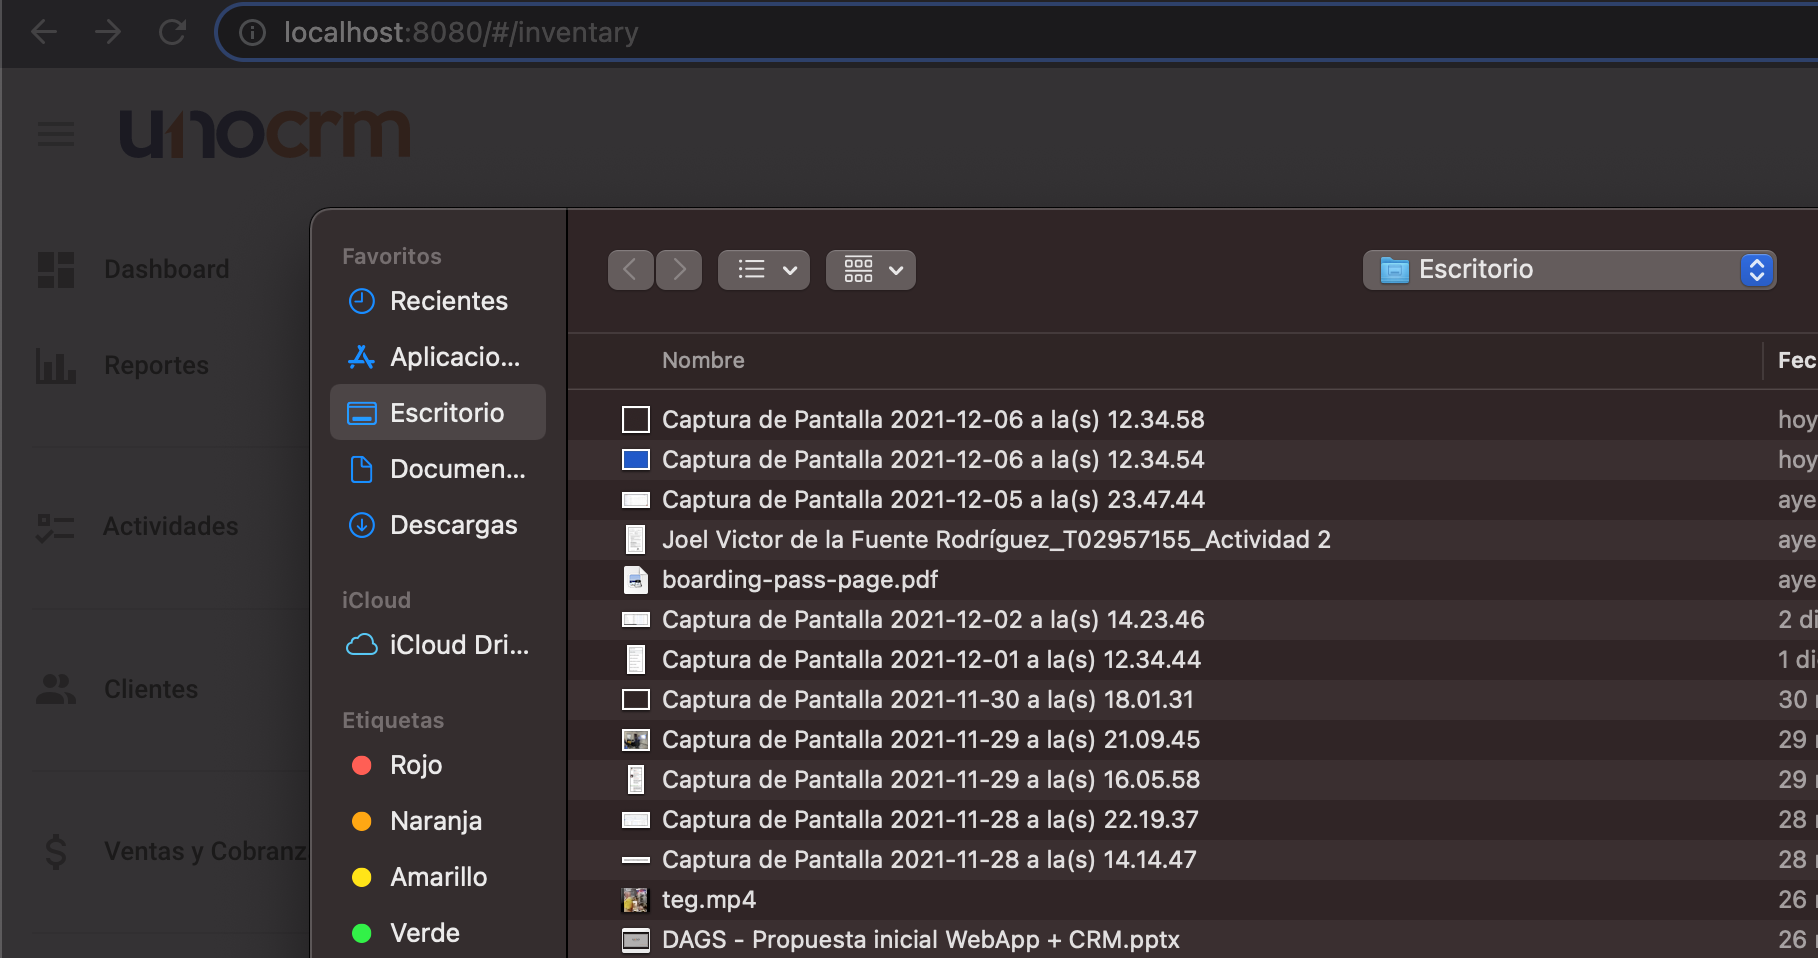 localhost:8080/#/inventary
unocrm
Dashboard
Reportes
Actividades
Clientes
Ventas y Cobranz
Favoritos
Recientes
Aplicacio...
Escritorio
Documen...
Descargas
iCloud
iCloud Dri...
Etiquetas
Rojo
Naranja
Amarillo
Verde
Escritorio
Nombre
Fec
Captura de Pantalla 2021-12-06 a la(s) 12.34.58
hoy
Captura de Pantalla 2021-12-06 a la(s) 12.34.54
hoy
Captura de Pantalla 2021-12-05 a la(s) 23.47.44
aye
Joel Victor de la Fuente Rodríguez_T02957155_Actividad 2
aye
boarding-pass-page.pdf
aye
Captura de Pantalla 2021-12-02 a la(s) 14.23.46
2 di
Captura de Pantalla 2021-12-01 a la(s) 12.34.44
1 di
Captura de Pantalla 2021-11-30 a la(s) 18.01.31
30
Captura de Pantalla 2021-11-29 a la(s) 21.09.45
29
Captura de Pantalla 2021-11-29 a la(s) 16.05.58
29
Captura de Pantalla 2021-11-28 a la(s) 22.19.37
28
Captura de Pantalla 2021-11-28 a la(s) 14.14.47
28
teg.mp4
26
DAGS - Propuesta inicial WebApp + CRM.pptx
26